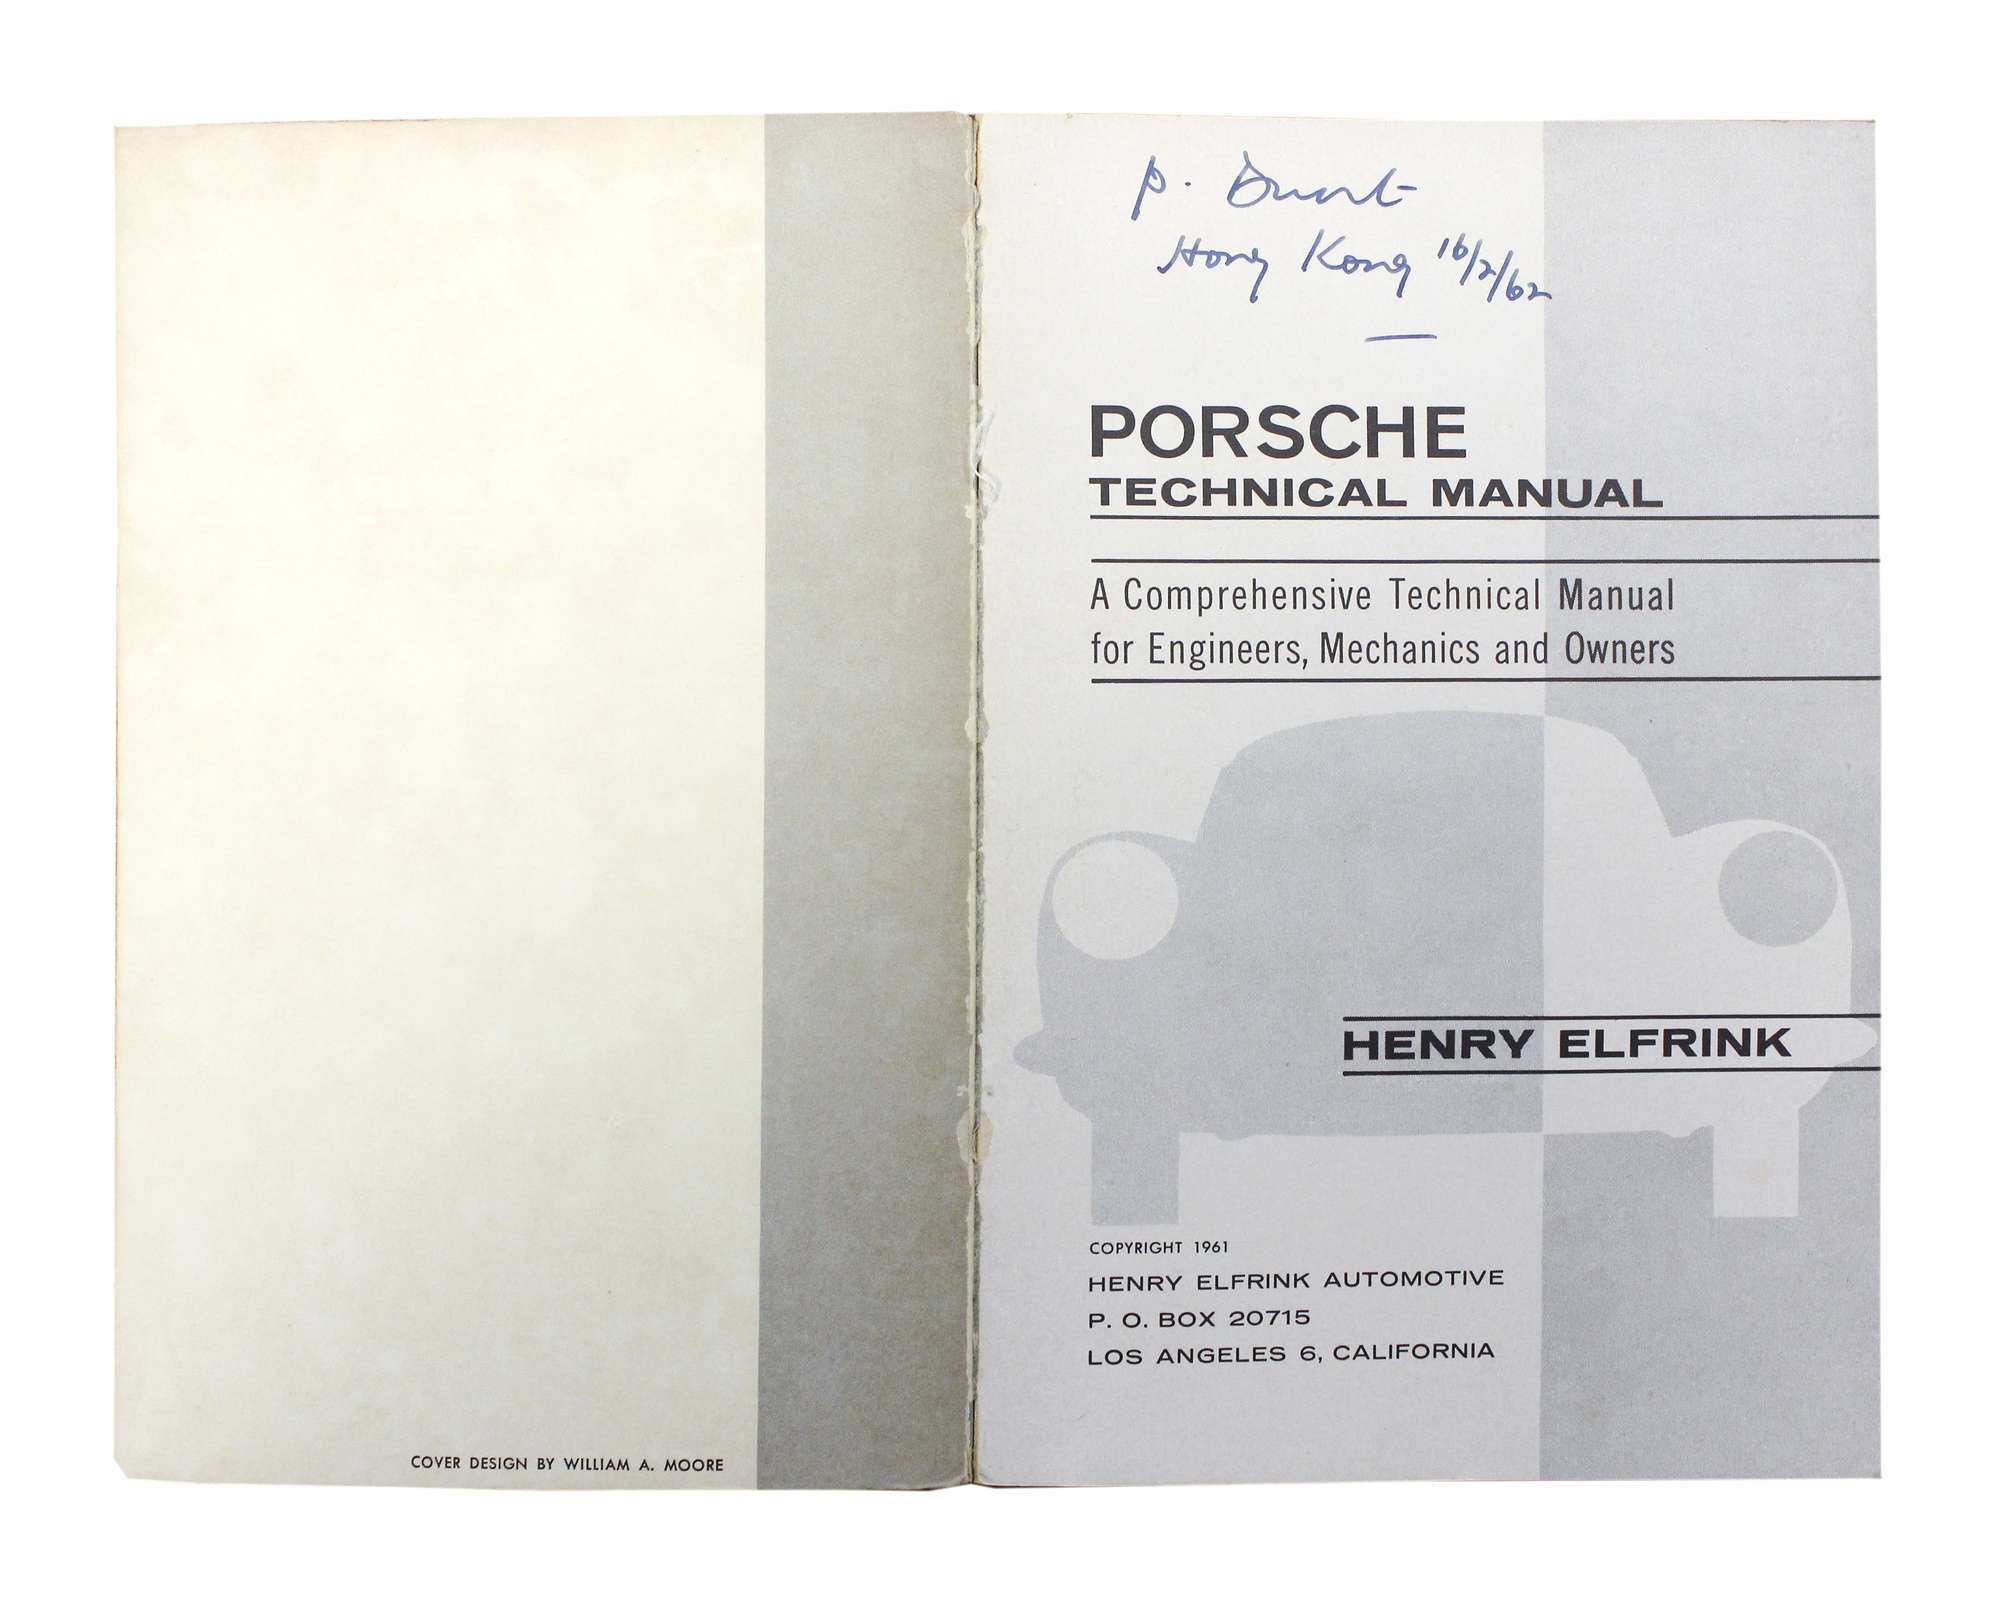 COVER DESIGN BY WILLIAM A. MOORE
P.
Hong Kong 16/2/62
PORSCHE
TECHNICAL MANUAL
A Comprehensive Technical Manual
for Engineers, Mechanics and Owners
HENRY ELFRINK
COPYRIGHT 1961
HENRY ELFRINK AUTOMOTIVE
P. O. BOX 20715
LOS ANGELES 6, CALIFORNIA